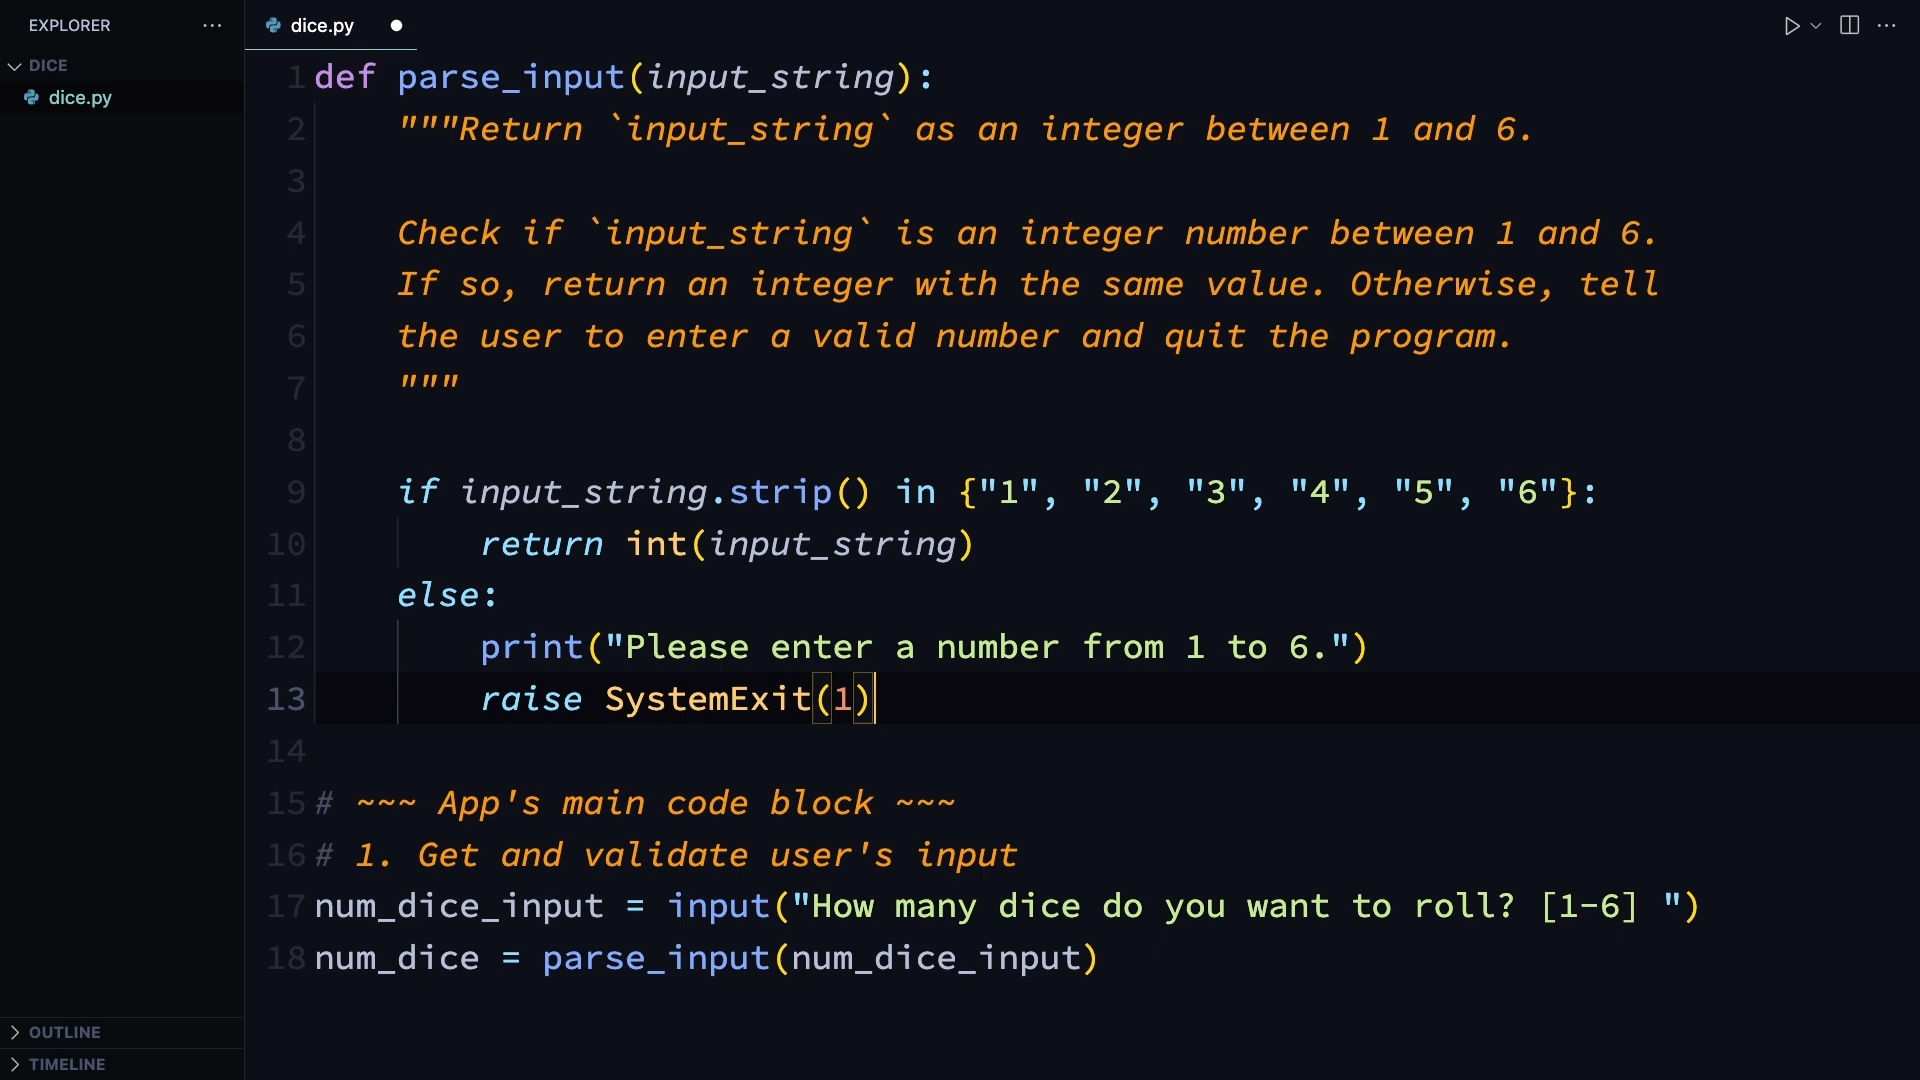 EXPLORER
DICE
dice.py
OUTLINE
TIMELINE
dice.py
1 def parse_input(input_string):
2 """Return `input_string` as an integer between 1 and 6.
3
4 Check if `input_string` is an integer number between 1 and 6.
5 If so, return an integer with the same value. Otherwise, tell
6 the user to enter a valid number and quit the program.
7 """
8
9 if input_string.strip() in {"1", "2", "3", "4", "5", "6"}:
10 return int(input_string)
11 else:
12 print("Please enter a number from 1 to 6.")
13 raise SystemExit(1)
14
15 # ~~~ App's main code block ~~~
16 # 1. Get and validate user's input
17 num_dice_input = input("How many dice do you want to roll? [1-6] ")
18 num_dice = parse_input(num_dice_input)